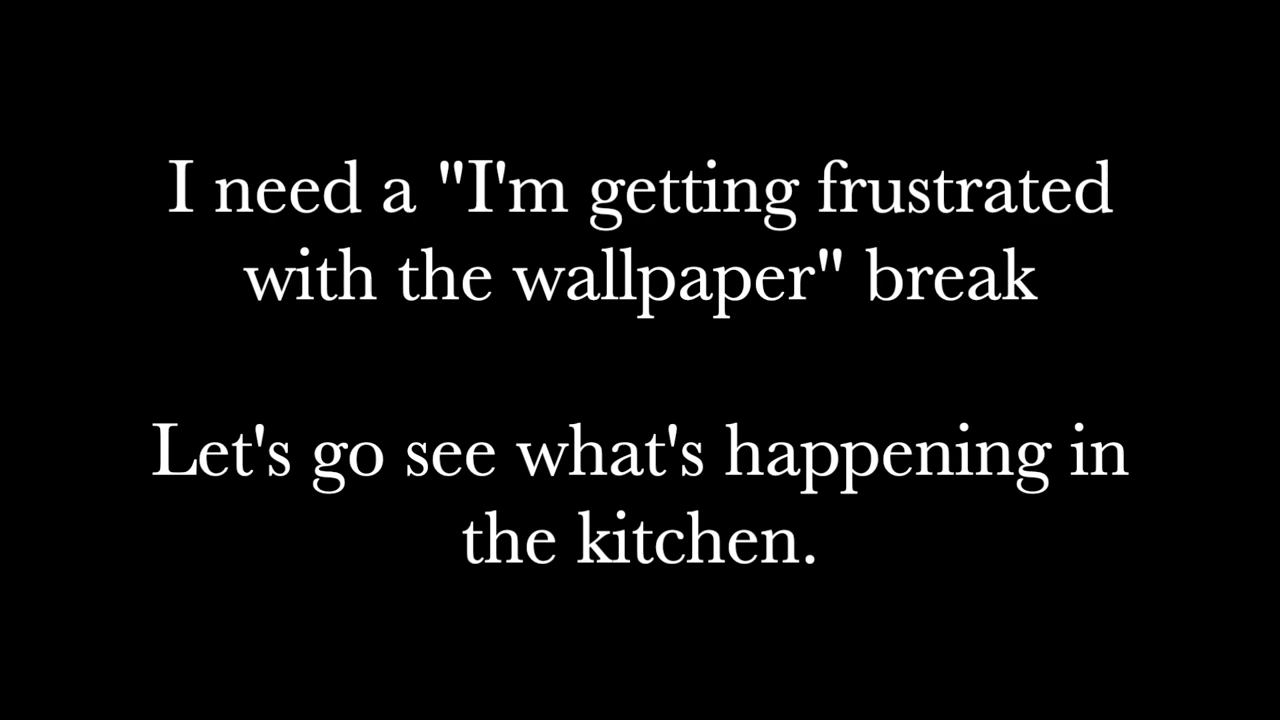 I need a "I'm getting frustrated
with the wallpaper" break
Let's go see what's happening in
the kitchen.